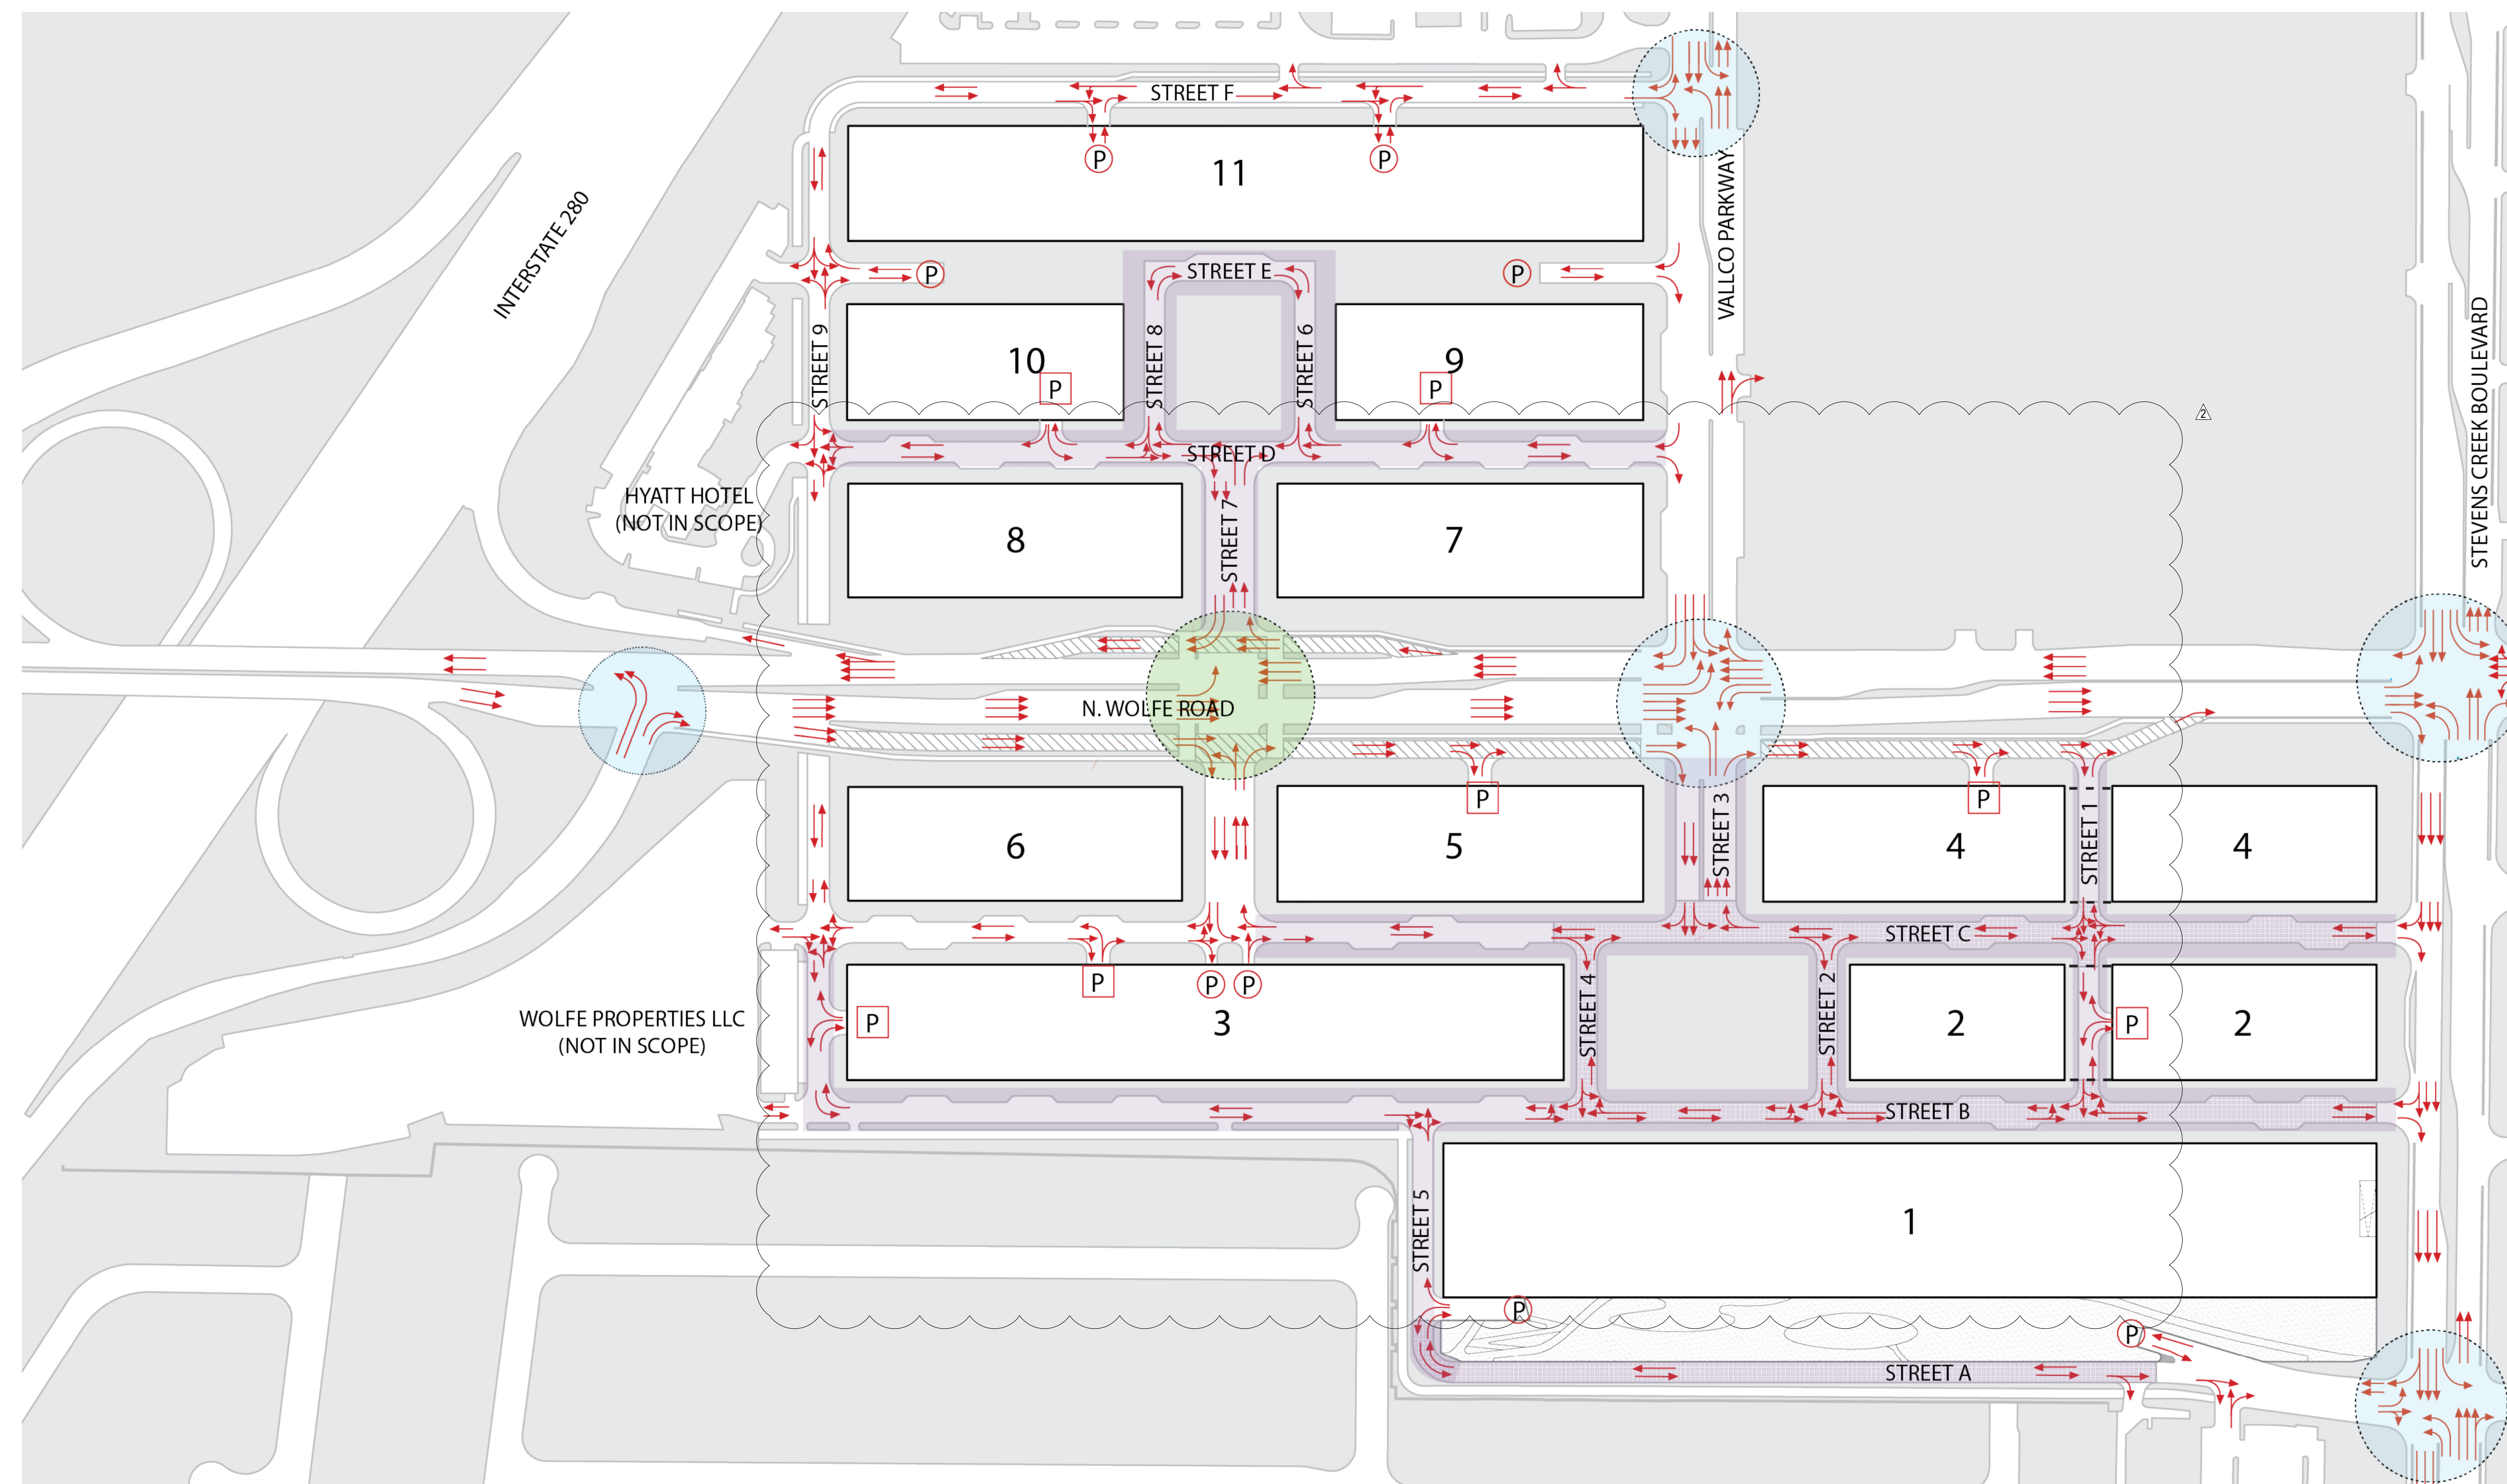 STREET F
P
P
11
INTERSTATE 280
VALLCO PARKWAY
P
STREET E
P
STEVENS CREEK BOULEVARD
STREET 9
10
P
STREET 8
STREET 6
9
P
2
STREET D
HYATT HOTEL
(NOT IN SCOPE)
8
STREET 7
7
N. WOLFE ROAD
P
P
6
5
STREET 3
4
STREET 1
4
STREET C
P
P
P
WOLFE PROPERTIES LLC
(NOT IN SCOPE)
P
3
STREET 4
STREET 2
2
P
2
STREET B
STREET 5
1
P
P
STREET A